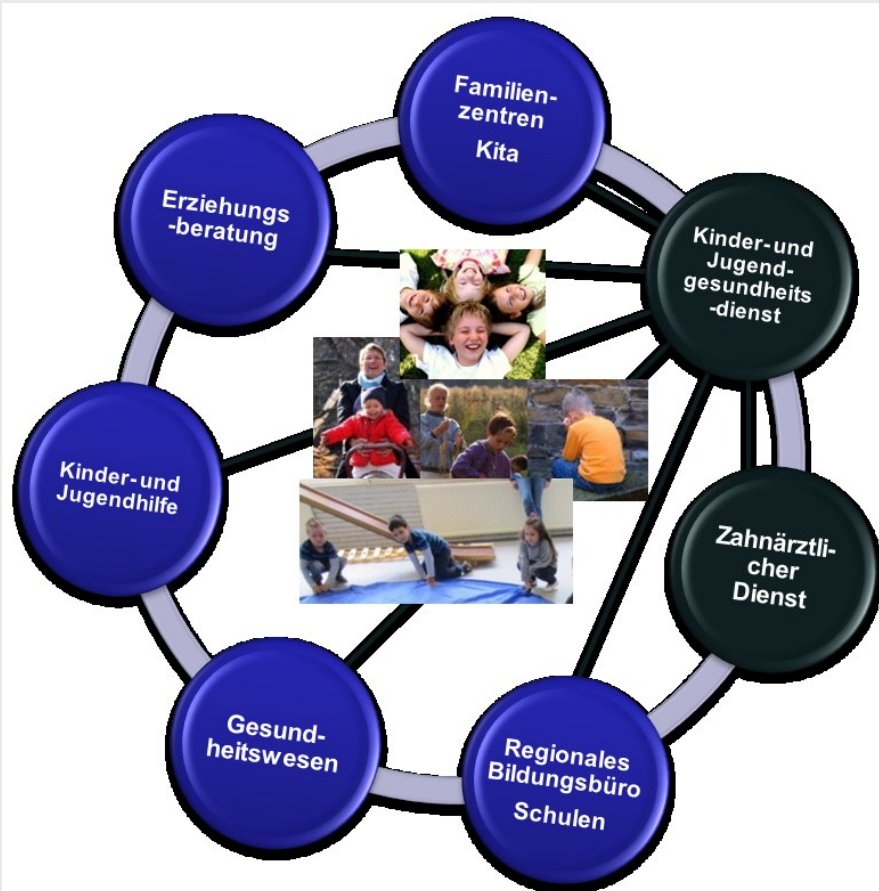 Familien-
zentren
Kita
Kinder-und
Jugend-
gesundheits
-dienst
Zahnärztli-
cher
Dienst
Regionales
Bildungsbüro
Schulen
Gesund-
heitswesen
Kinder-und
Jugendhilfe
Erziehungs
-beratung